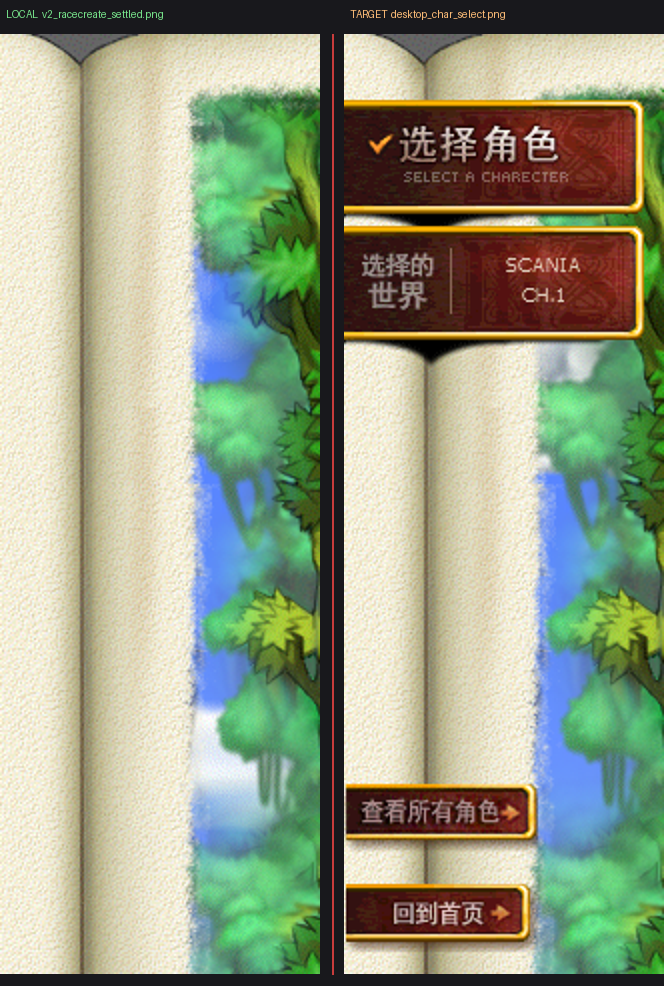 LOCAL v2_racecreate_settled.png
TARGET desktop_char_select.png
选择角色
SELECT A CHARECTER
选择的
世界
SCANIA
CH.1
查看所有角色
回到首页